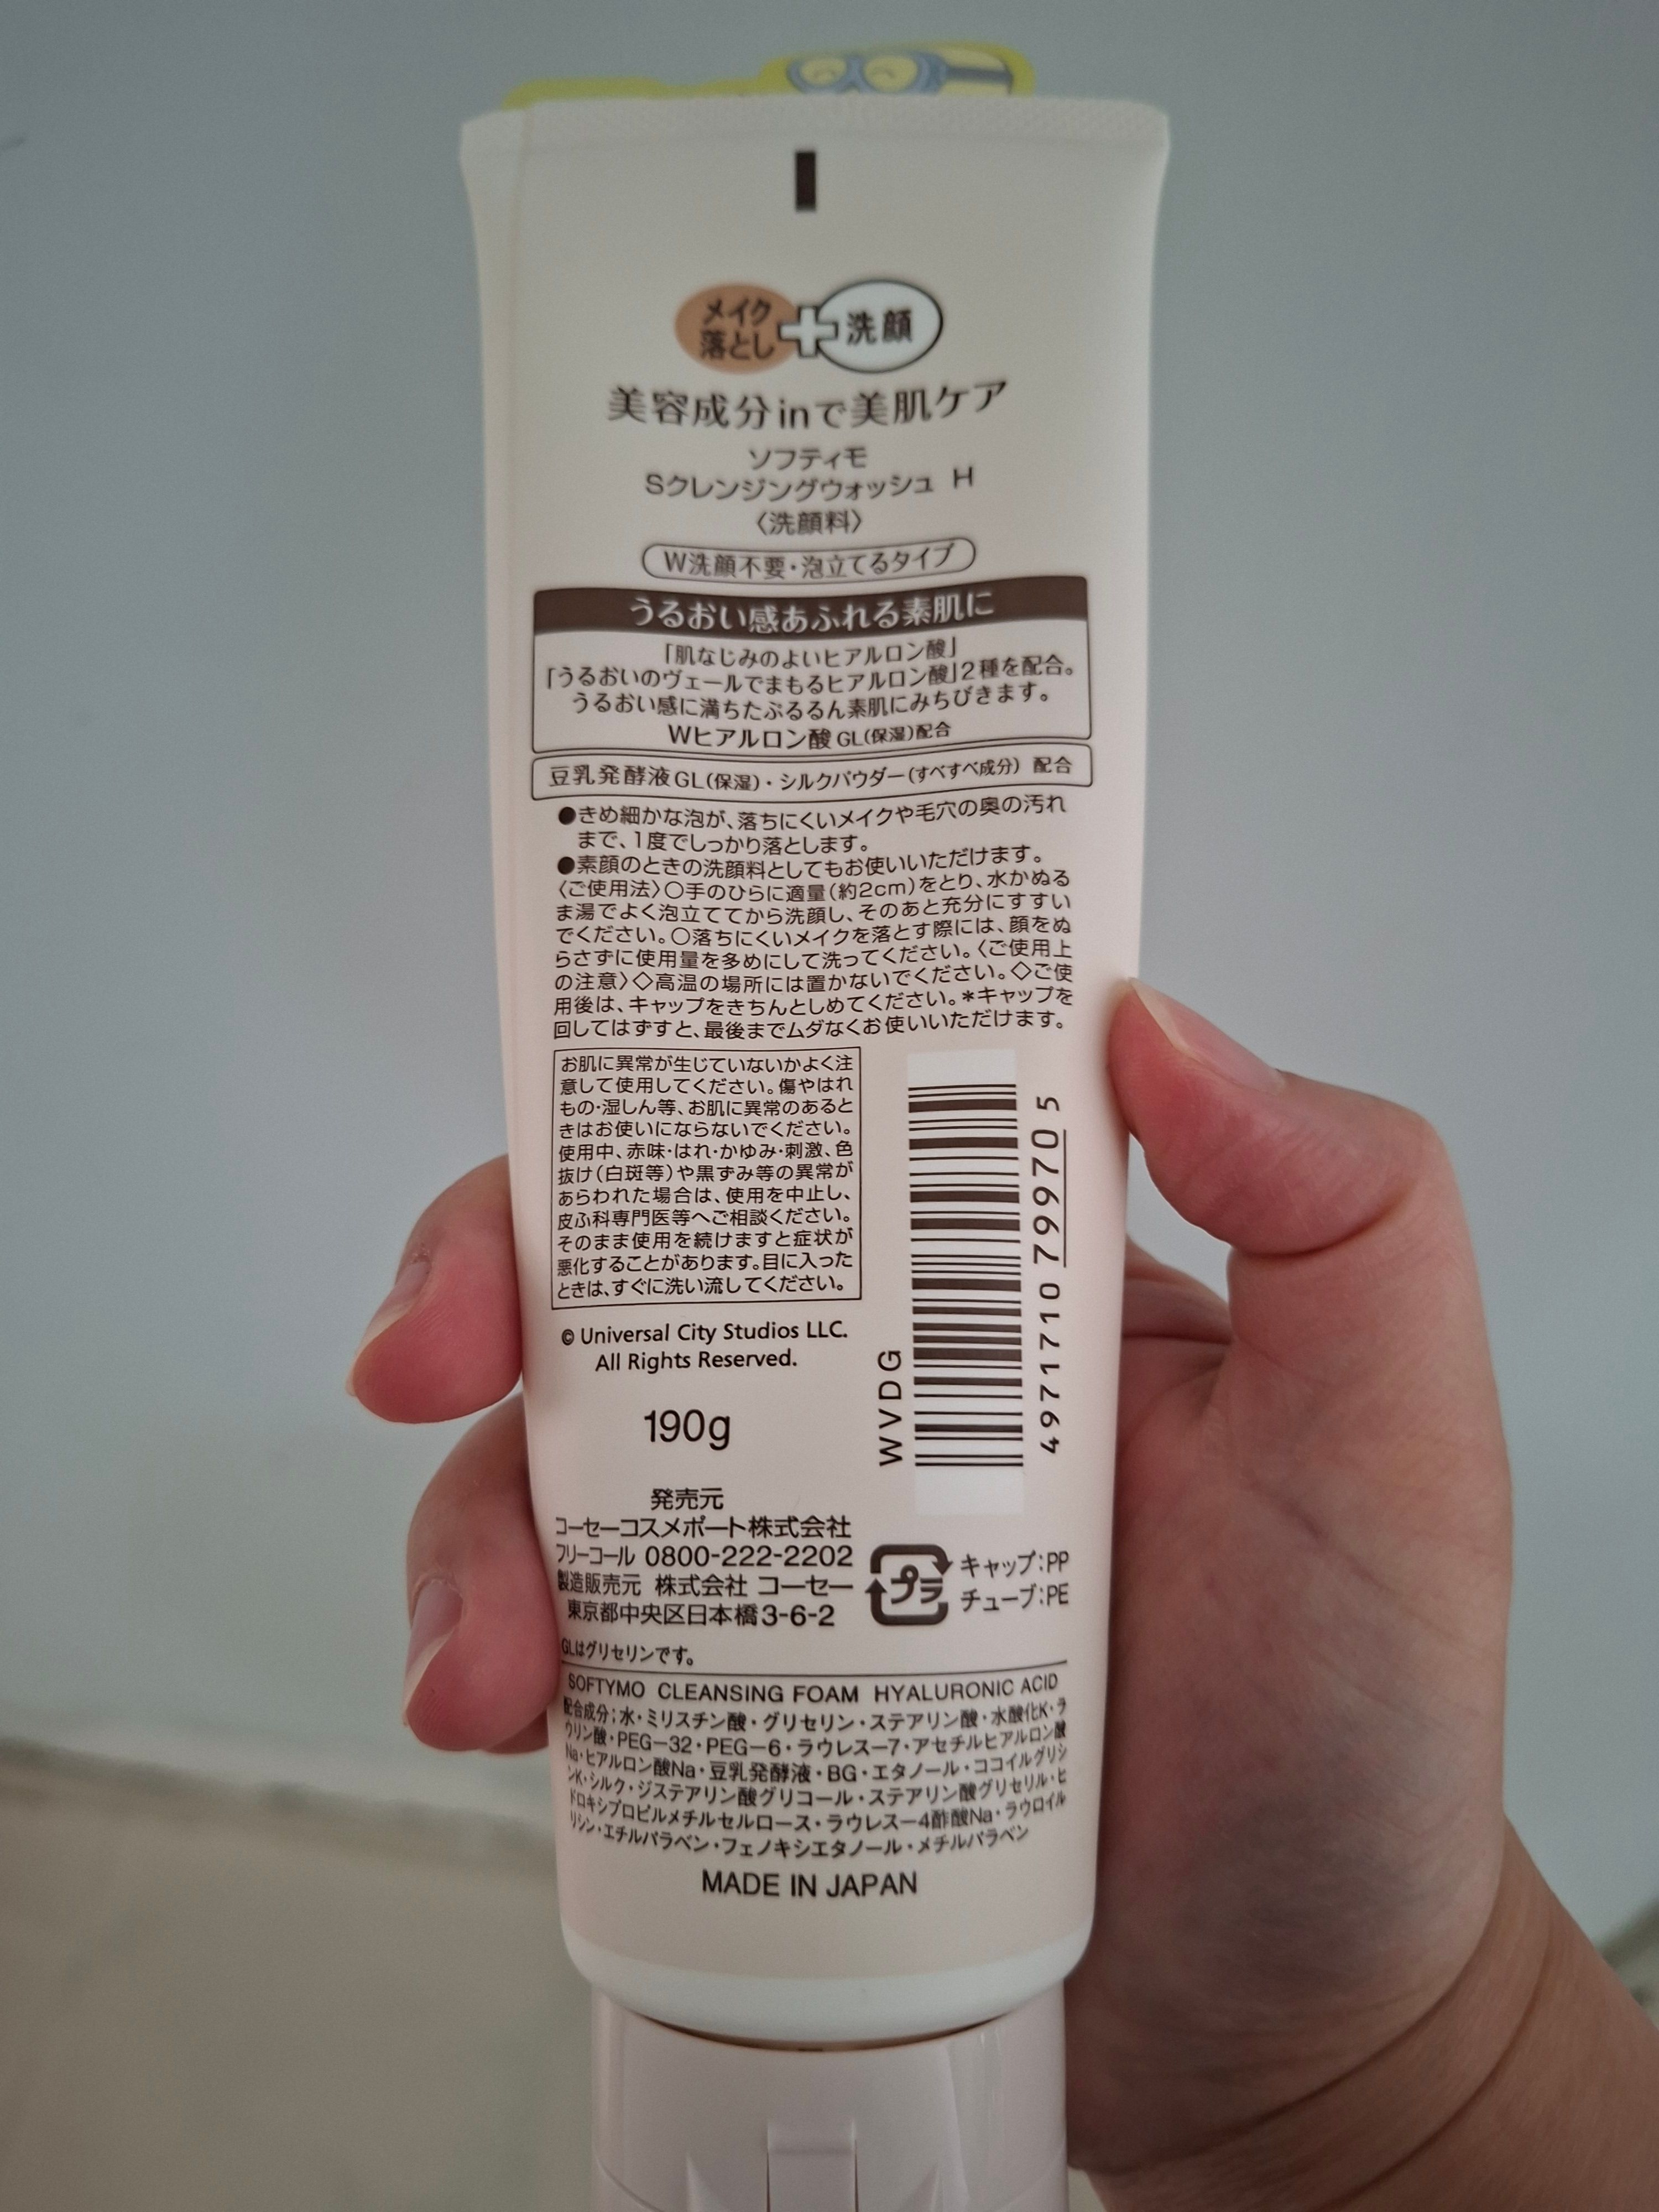 メイク
落とし
洗顔
美容成分inで美肌ケア
ソフティモ
Sクレンジングウォッシュ H
〈洗顔料〉
W洗顔不要・泡立てるタイプ
うるおい感あふれる素肌に
「肌なじみのよいヒアルロン酸」
「うるおいのヴェールでまもるヒアルロン酸」2種を配合。
うるおい感に満ちたぷるるん素肌にみちびきます。
Wヒアルロン酸 GL(保湿)配合
豆乳発酵液GL(保湿)・シルクパウダー(すべすべ成分) 配合
●きめ細かな泡が、落ちにくいメイクや毛穴の奥の汚れ
まで、1度でしっかり落とします。
●素顔のときの洗顔料としてもお使いいただけます。
〈ご使用法〉○手のひらに適量(約2cm)をとり、水かぬる
ま湯でよく泡立ててから洗顔し、そのあと充分にすすい
でください。○落ちにくいメイクを落とす際には、顔をぬ
らさずに使用量を多めにして洗ってください。〈ご使用上
の注意〉◇高温の場所には置かないでください。◇ご使
用後は、キャップをきちんとしめてください。*キャップを
回してはずすと、最後までムダなくお使いいただけます。
お肌に異常が生じていないかよく注
意して使用してください。傷やはれ
もの・湿しん等、お肌に異常のあると
きはお使いにならないでください。
使用中、赤味・はれ・かゆみ・刺激、色
抜け(白斑等)や黒ずみ等の異常が
あらわれた場合は、使用を中止し、
皮ふ科専門医等へご相談ください。
そのまま使用を続けますと症状が
悪化することがあります。目に入った
ときは、すぐに洗い流してください。
© Universal City Studios LLC.
All Rights Reserved.
190g
WVDG
4971710799705
発売元
コーセーコスメポート株式会社
フリーコール 0800-222-2202
製造販売元 株式会社 コーセー
東京都中央区日本橋3-6-2
プラ
キャップ:PP
チューブ:PE
GLはグリセリンです。
SOFTYMO CLEANSING FOAM HYALURONIC ACID
配合成分;水・ミリスチン酸・グリセリン・ステアリン酸・水酸化K・ラ
ウリン酸・PEG-32・PEG-6・ラウレス-7・アセチルヒアルロン酸
Na・ヒアルロン酸Na・豆乳発酵液・BG・エタノール・ココイルグリシ
ンK・シルク・ジステアリン酸グリコール・ステアリン酸グリセリル・ヒ
ドロキシプロピルメチルセルロース・ラウレス-4酢酸Na・ラウロイル
リシン・エチルパラベン・フェノキシエタノール・メチルパラベン
MADE IN JAPAN